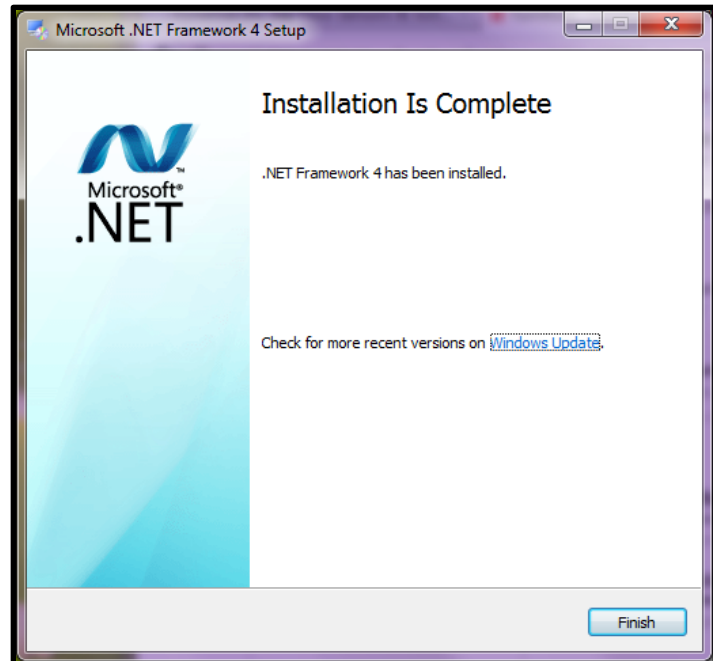 Microsoft .NET Framework 4 Setup
Installation Is Complete
.NET Framework 4 has been installed.
Microsoft®
.NET™
Check for more recent versions on Windows Update.
Finish